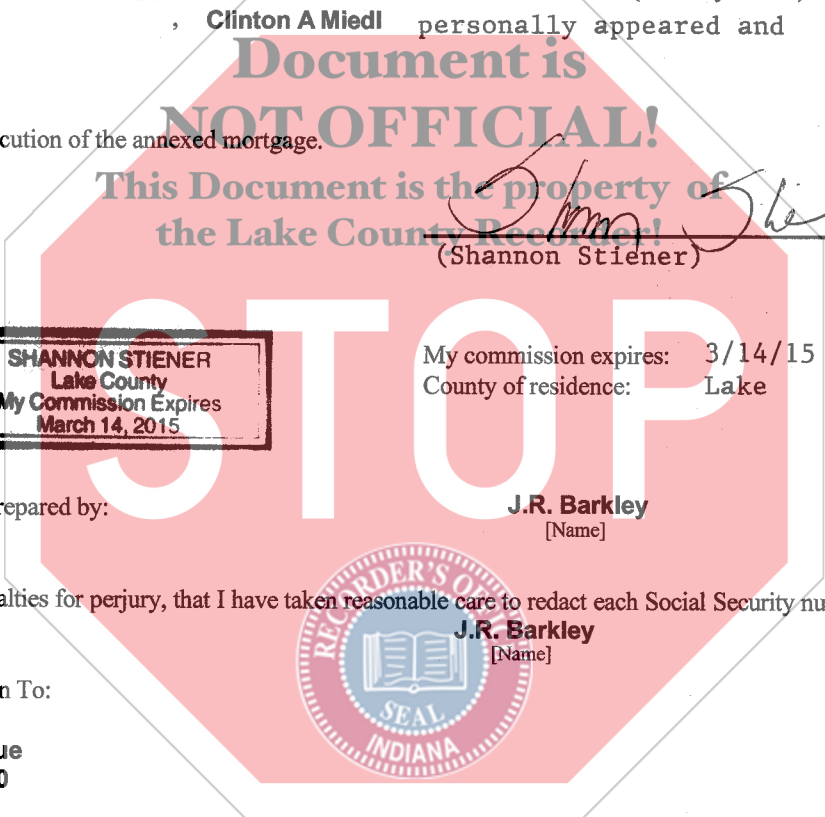 , Clinton A Miedl personally appeared and
Document is
NOT OFFICIAL!
cution of the annexed mortgage.
This Document is the property of
the Lake County Recorder!
(Shannon Stiener)
STOP
SHANNON STIENER
Lake County
My Commission Expires
March 14, 2015
My commission expires: 3/14/15
County of residence: Lake
repared by:
J.R. Barkley
[Name]
RECORDER'S OFFICE
alties for perjury, that I have taken reasonable care to redact each Social Security nu
J.R. Barkley
[Name]
SEAL
INDIANA
n To:
ue
0